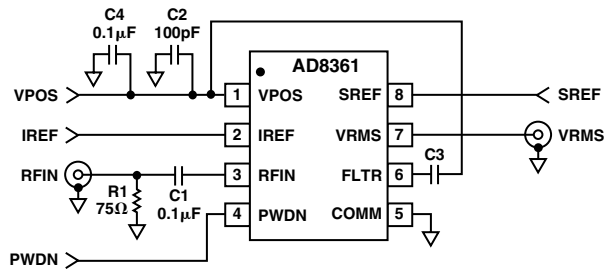 C4
0.1µF
C2
100pF
AD8361
VPOS
1
VPOS
SREF
8
SREF
IREF
2
IREF
VRMS
7
VRMS
RFIN
R1
75Ω
C1
0.1µF
3
RFIN
FLTR
6
C3
PWDN
4
PWDN
COMM
5